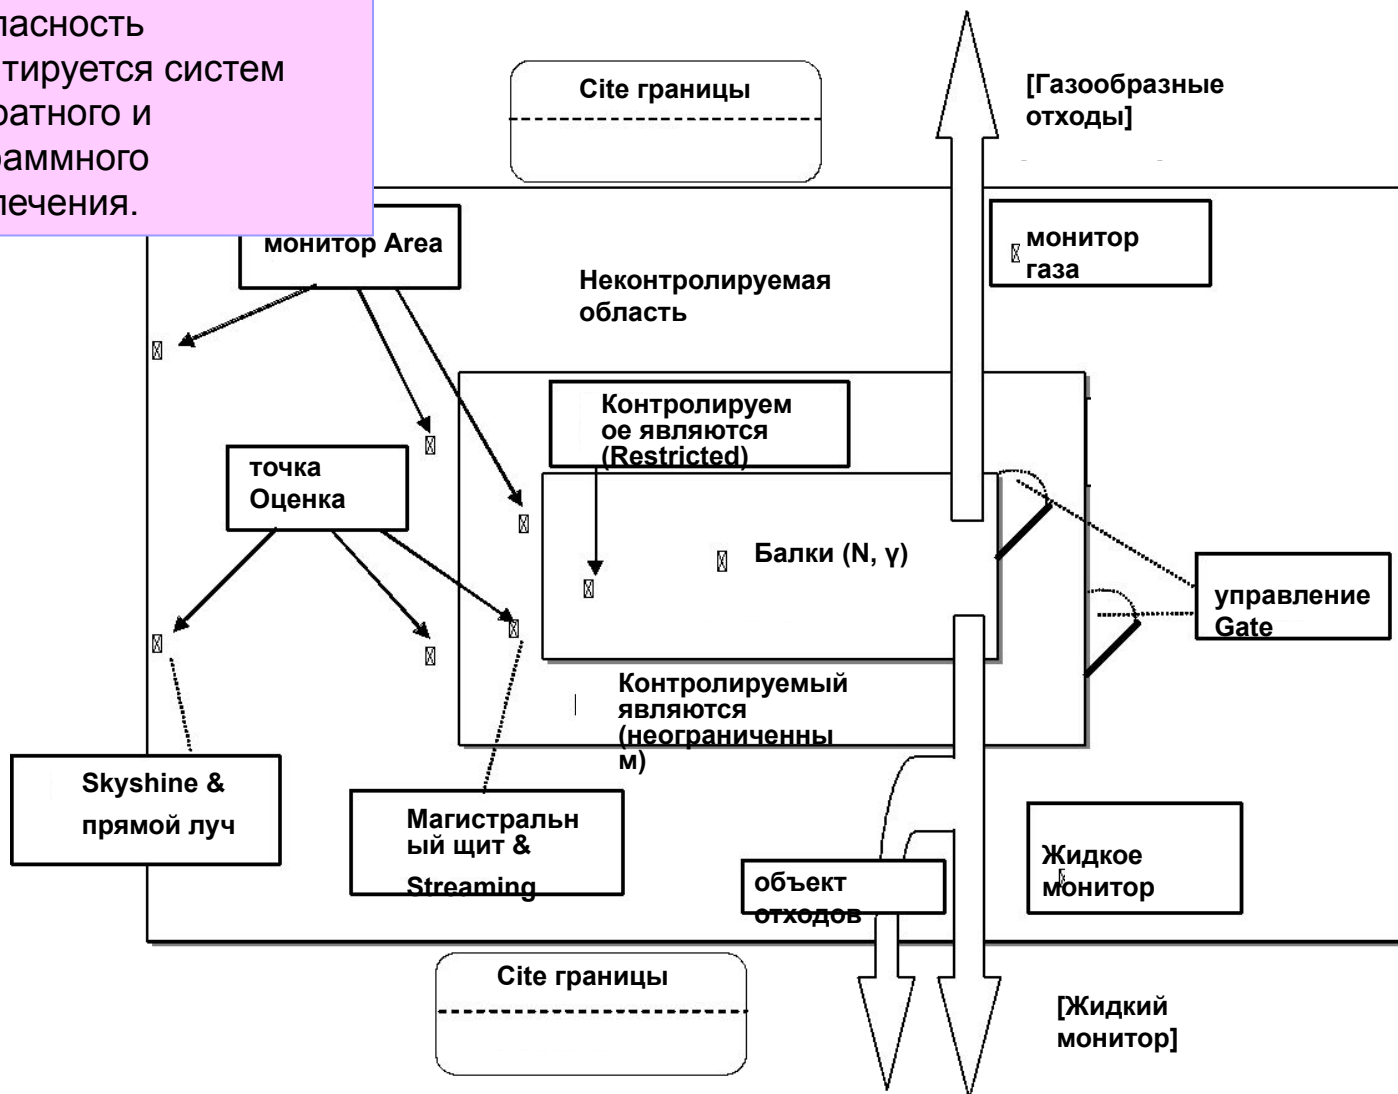 пасность
тируется систем
ратного и
раммного
печения.
Cite границы
[Газообразные
отходы]
монитор Area
монитор
газа
Неконтролируемая
область
Контролируем
ое являются
(Restricted)
точка
Оценка
Балки (N, γ)
управление
Gate
Контролируемый
являются
(неограниченны
м)
Skyshine &
прямой луч
Магистральн
ый щит &
Streaming
объект
отходов
Жидкое
монитор
Cite границы
[Жидкий
монитор]